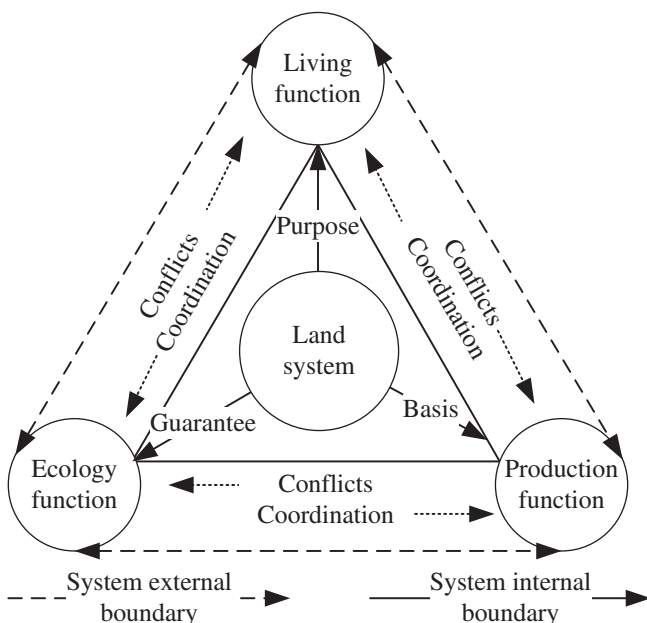 Living
function
Purpose
Conflicts
Coordination
Conflicts
Coordination
Land
system
Guarantee
Basis
Ecology
function
Production
function
Conflicts
Coordination
System external
boundary
System internal
boundary